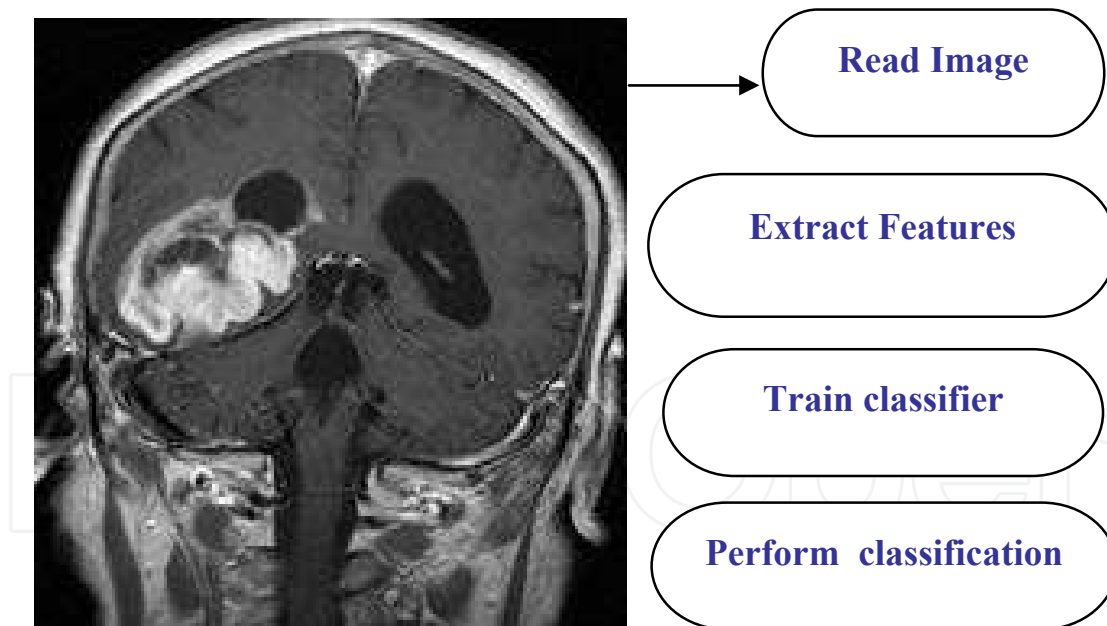 Read Image
Extract Features
Train classifier
Perform classification